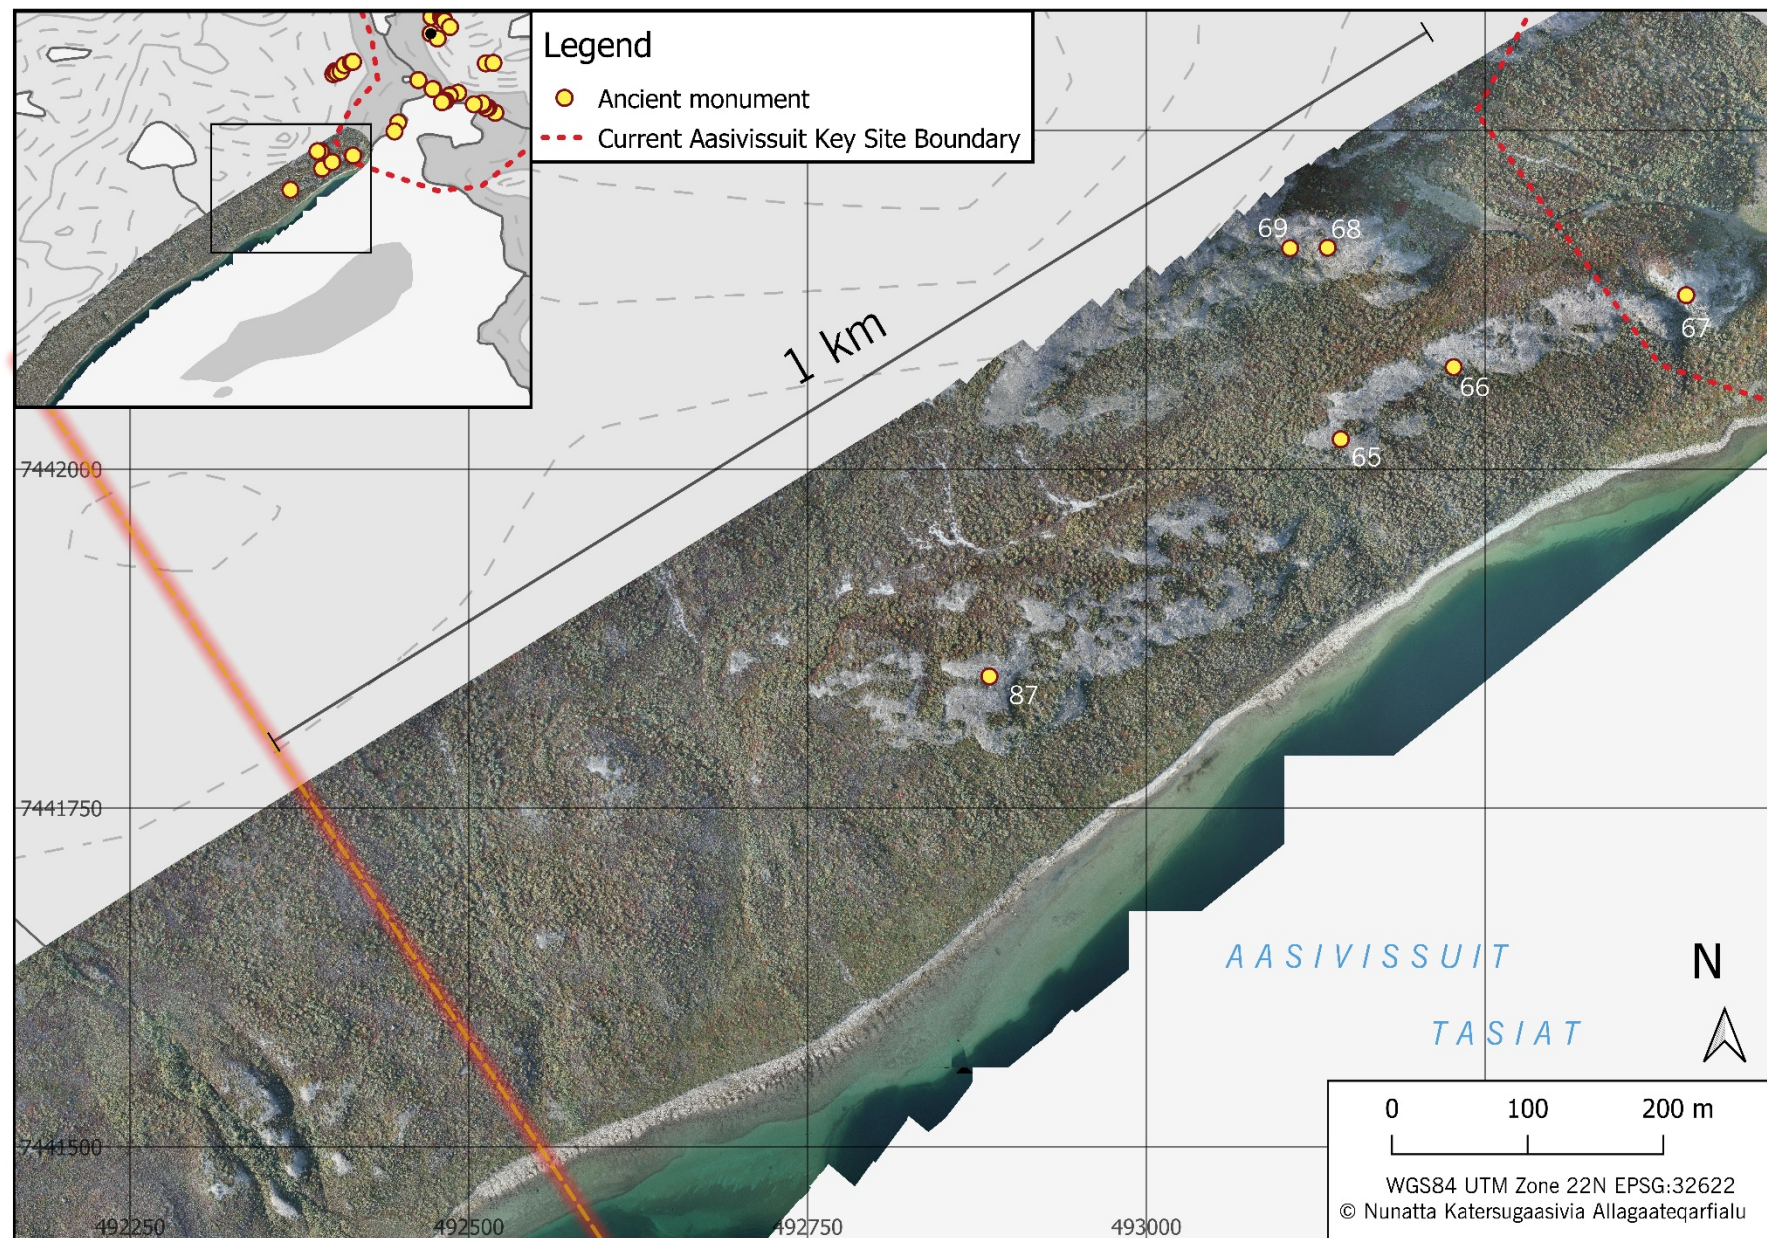 Legend
Ancient monument
Current Aasivissuit Key Site Boundary
1 km
69
68
67
66
65
87
7442000
7441750
7441500
492250
492500
492750
493000
AASIVISSUIT
TASIAT
N
0 100 200 m
WGS84 UTM Zone 22N EPSG:32622
© Nunatta Katersugaasivia Allagaateqarfialu